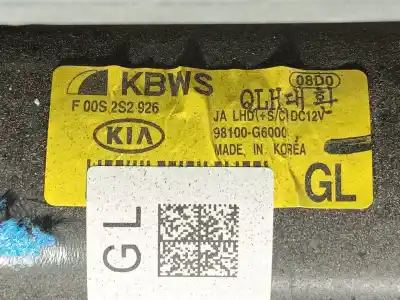 KBWS
08D0
F 00S 2S2 926
QLH대화
KIA
JA LHD(+S/C)DC12V
98100-G6000
MADE IN KOREA
GL
GL